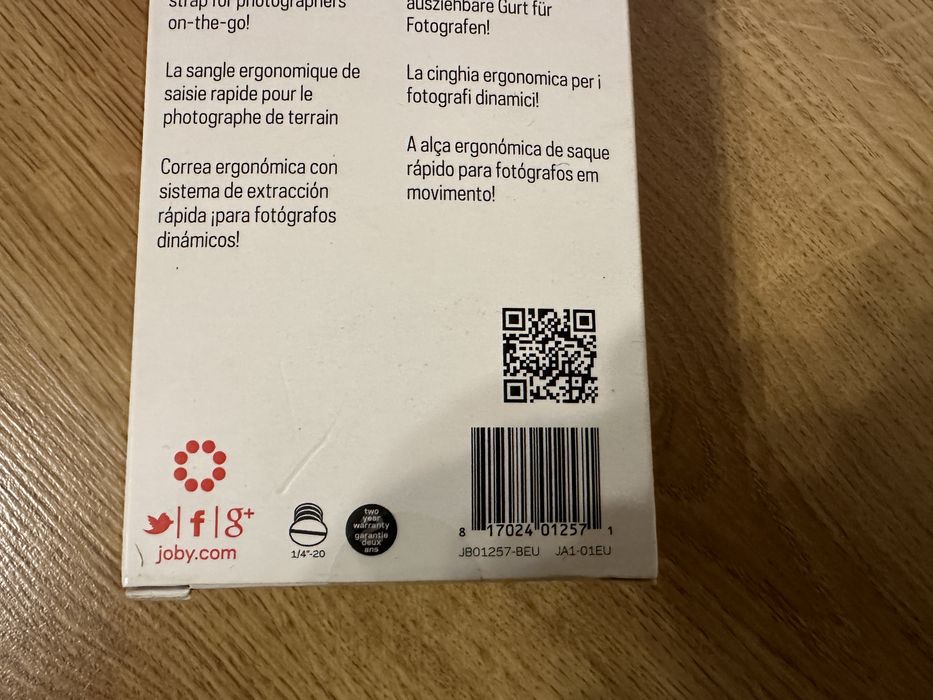 strap for photographers
on-the-go!
La sangle ergonomique de
saisie rapide pour le
photographe de terrain
Correa ergonómica con
sistema de extracción
rápida ¡para fotógrafos
dinámicos!
ausziehbare Gurt für
Fotografen!
La cinghia ergonomica per i
fotografi dinamici!
A alça ergonómica de saque
rápido para fotógrafos em
movimento!
f g+
joby.com
1/4"-20
two
year
warranty
garantie
deux
ans
8 17024 01257 1
JB01257-BEU JA1-01EU